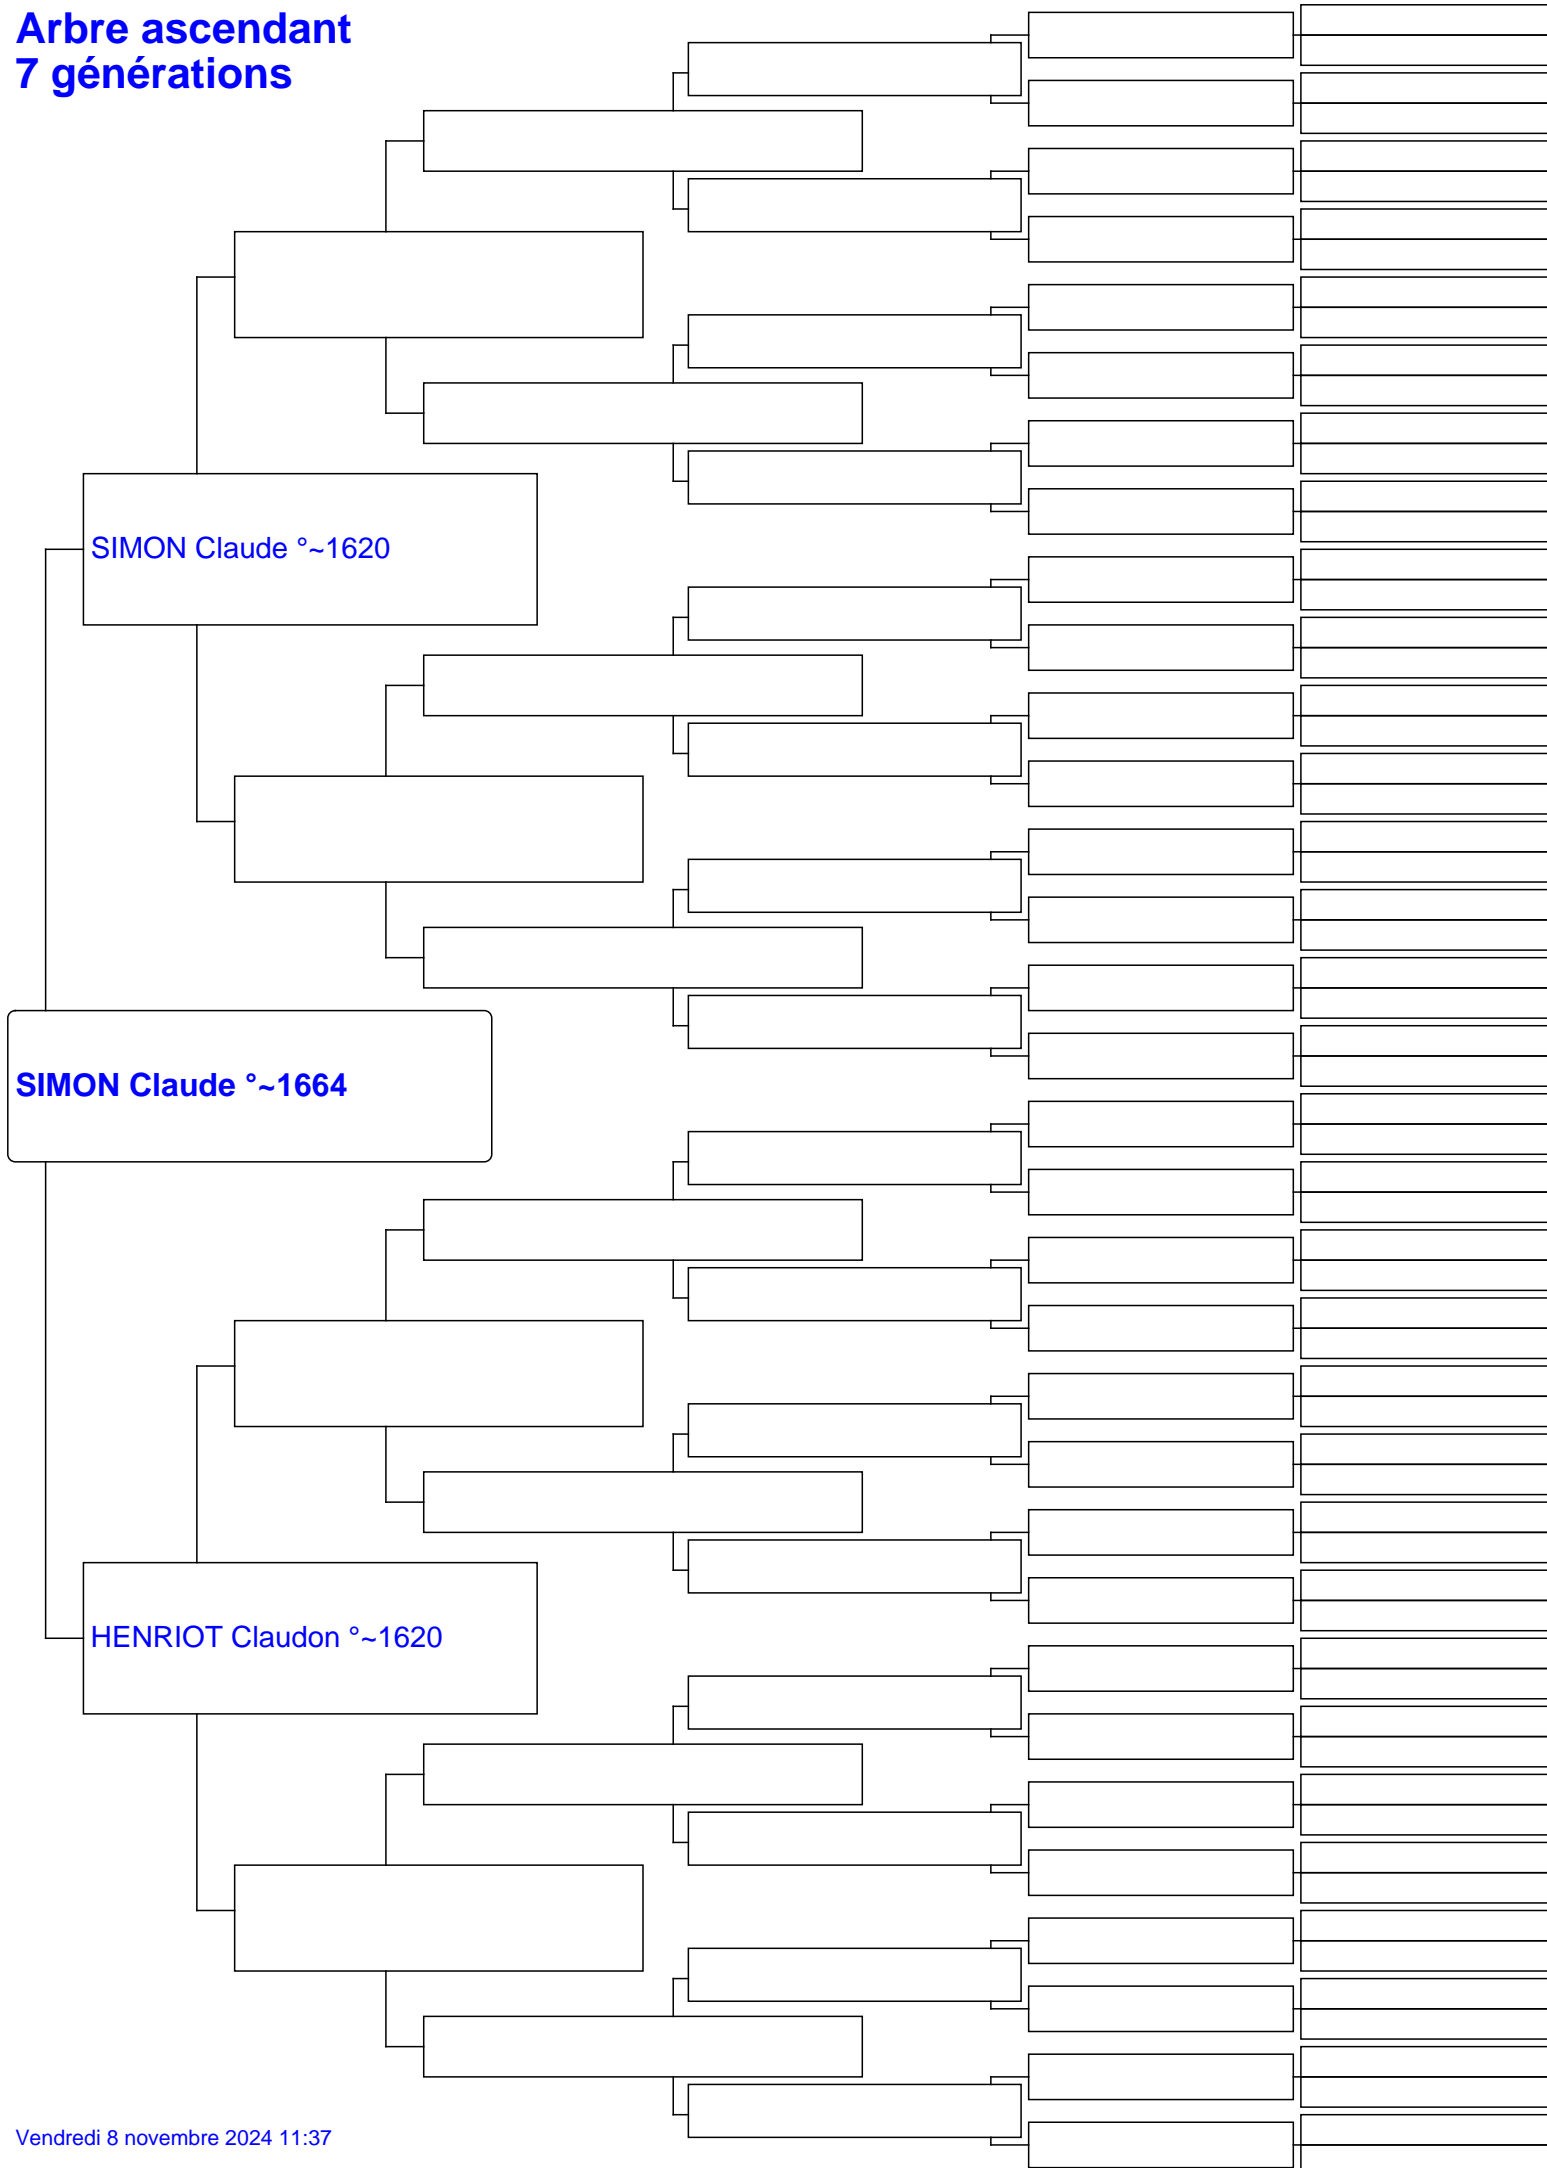 Arbre ascendant
7 générations
SIMON Claude °~1620
SIMON Claude °~1664
HENRIOT Claudon °~1620
Vendredi 8 novembre 2024 11:37